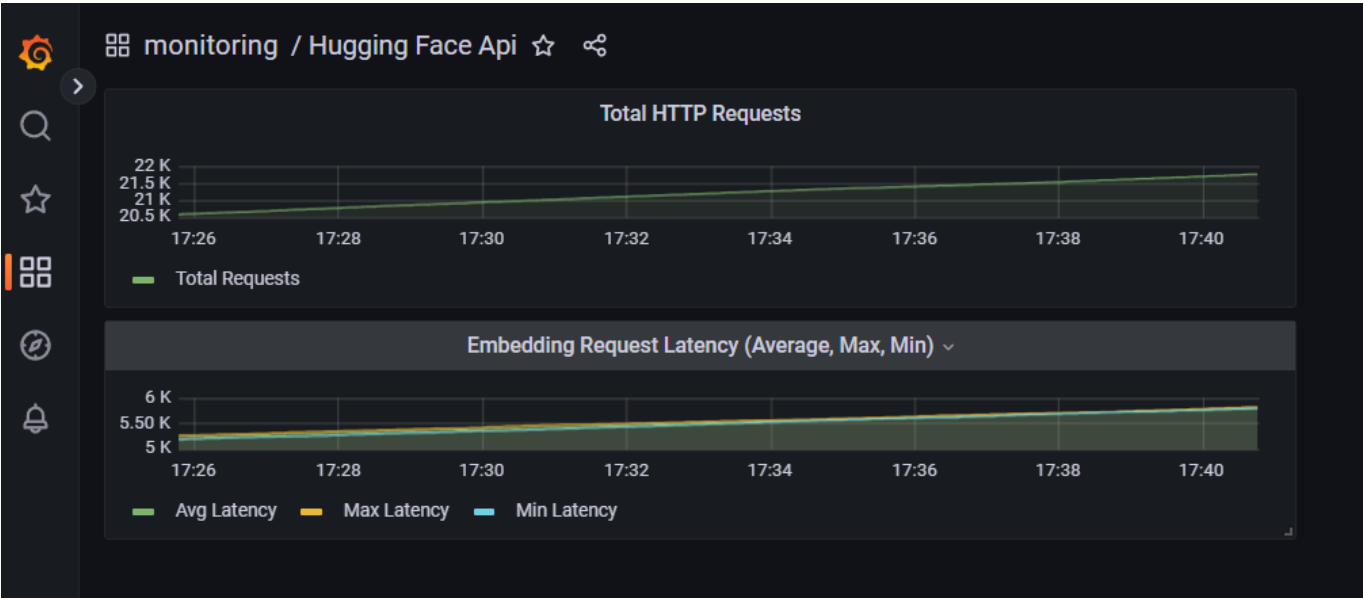 monitoring / Hugging Face Api
Total HTTP Requests
22 K
21.5 K
21 K
20.5 K
17:26 17:28 17:30 17:32 17:34 17:36 17:38 17:40
Total Requests
Embedding Request Latency (Average, Max, Min)
6 K
5.50 K
5 K
17:26 17:28 17:30 17:32 17:34 17:36 17:38 17:40
Avg Latency Max Latency Min Latency